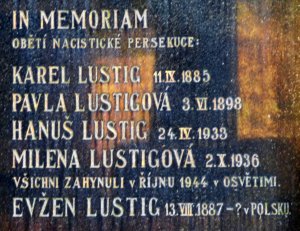 IN MEMORIAM
OBĚTÍ NACISTICKÉ PERSEKUCE:
KAREL LUSTIG 11.IX.1885
PAVLA LUSTIGOVÁ 3.VI.1898
HANUŠ LUSTIG 24.IV.1933
MILENA LUSTIGOVÁ 2.X.1936
VŠICHNI ZAHYNULI V ŘÍJNU 1944 V OSVĚTIMI.
EVŽEN LUSTIG 13.VII.1887–? V POLSKU.